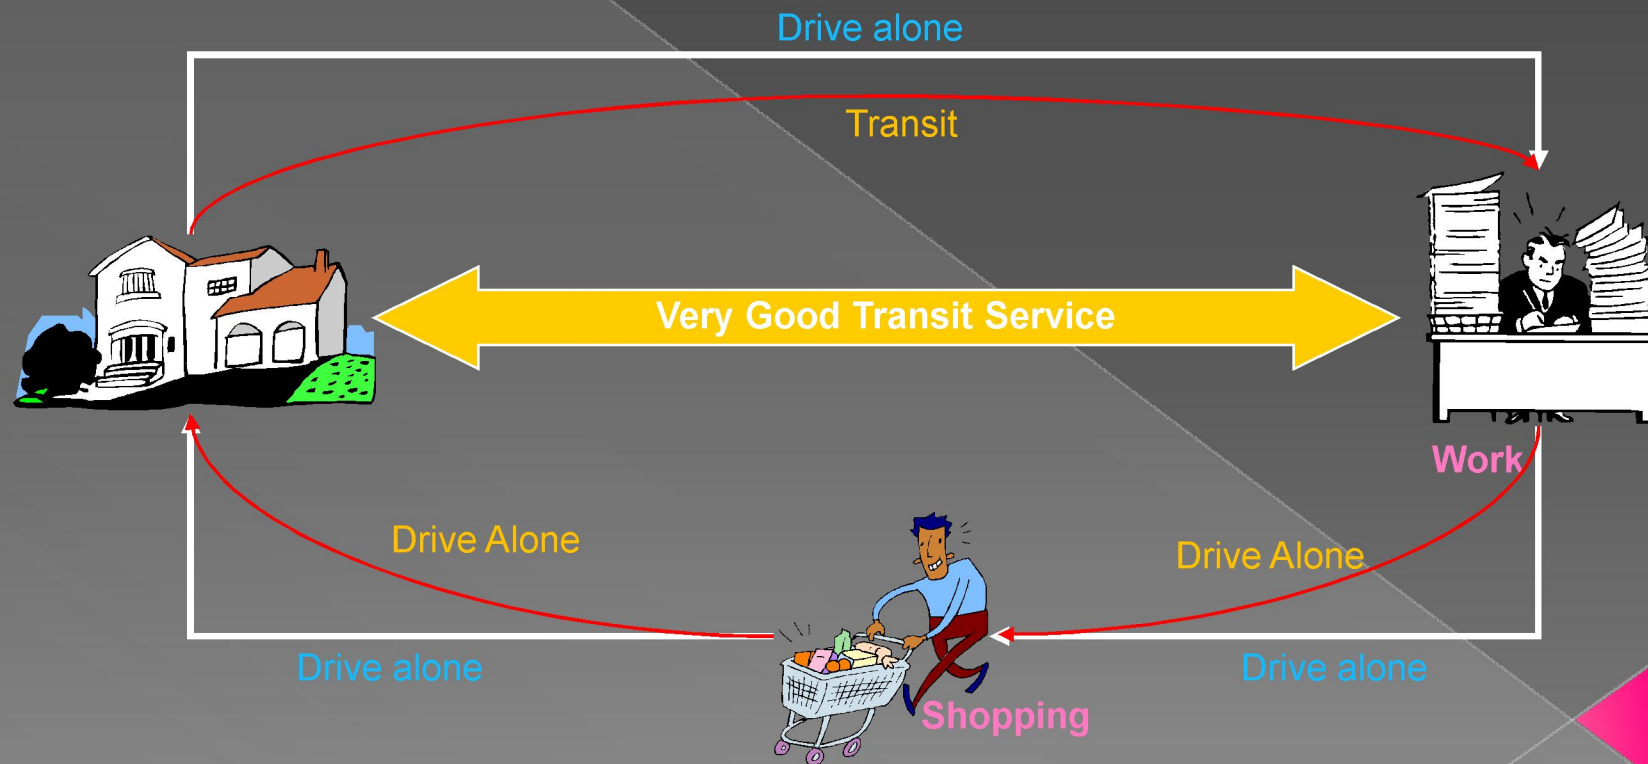 Drive alone
Transit
Very Good Transit Service
Work
Drive Alone
Drive Alone
Drive alone
Drive alone
Shopping